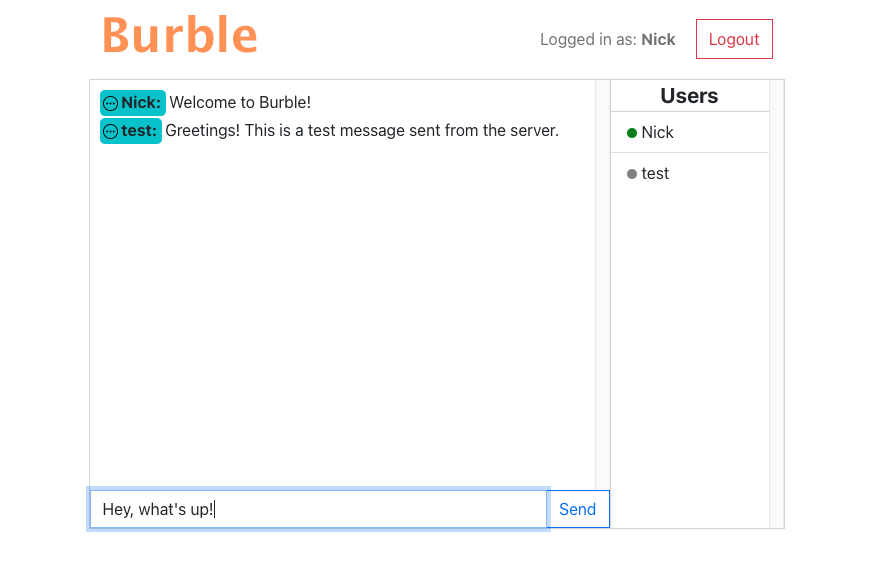 Burble
Logged in as: Nick
Logout
Nick: Welcome to Burble!
test: Greetings! This is a test message sent from the server.
Users
Nick
test
Hey, what's up!
Send